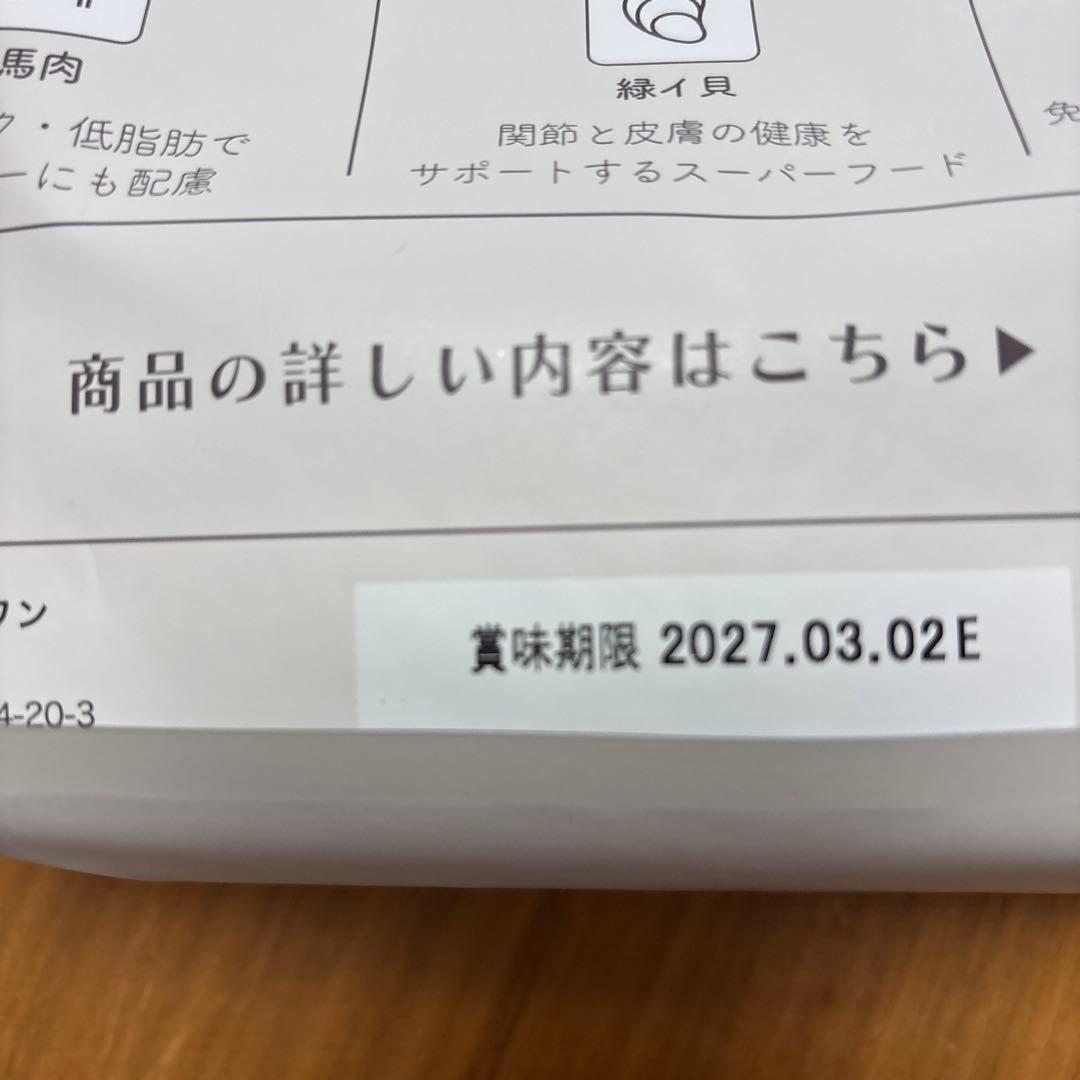 馬肉
ク・低脂肪で
ーにも配慮
緑イ貝
関節と皮膚の健康を
サポートするスーパーフード
免
商品の詳しい内容はこちら▶
ワン
4-20-3
賞味期限 2027.03.02E